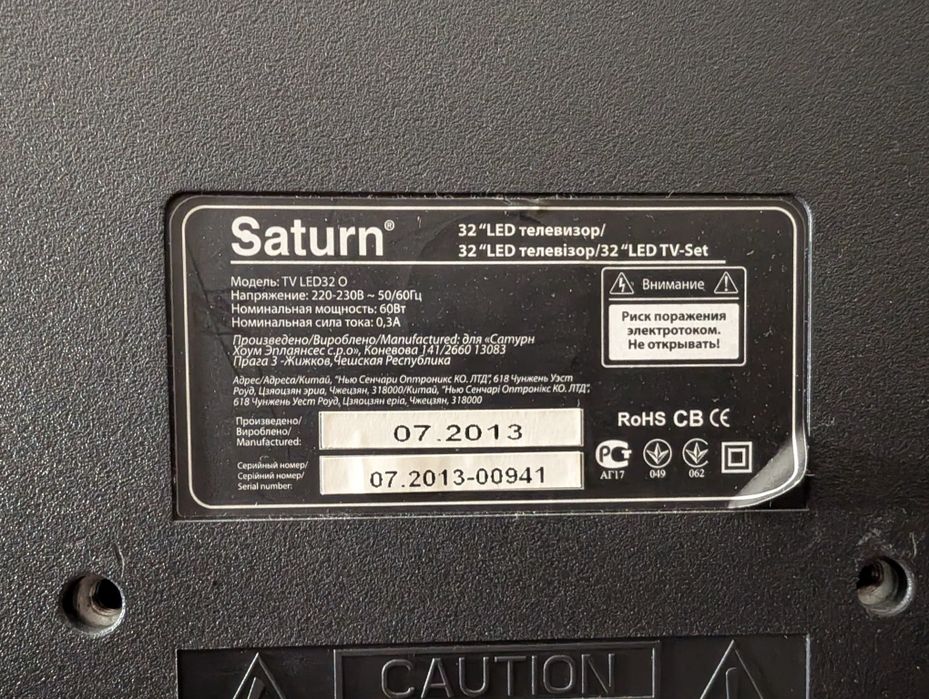 Saturn®
32 “LED телевизор/
32 “LED телевізор/32 “LED TV-Set
Модель: TV LED32 O
Напряжение: 220-230В ~ 50/60Гц
Номинальная мощность: 60Вт
Номинальная сила тока: 0,3А
Внимание
Риск поражения
электротоком.
Не открывать!
Произведено/Вироблено/Manufactured: для «Сатурн
Хоум Эпплаянсес с.р.о», Коневова 141/2660 13083
Прага 3 -Жижков,Чешская Республика
Адрес/Адреса/Китай, “Нью Сенчари Оптроникс КО. ЛТД”, 618 Чунжень Уэст
Роуд, Цзяоцзян эриа, Чжецзян, 318000/Китай, “Нью Сенчарі Оптронікс КО. ЛТД”,
618 Чунжень Уест Роуд, Цзяоцзян еріа, Чжецзян, 318000
Произведено/
Вироблено/
Manufactured:
07.2013
Серийный номер/
Серійний номер/
Serial number:
07.2013-00941
RoHS CB CE
РСТ
АГ17
049
062
CAUTION